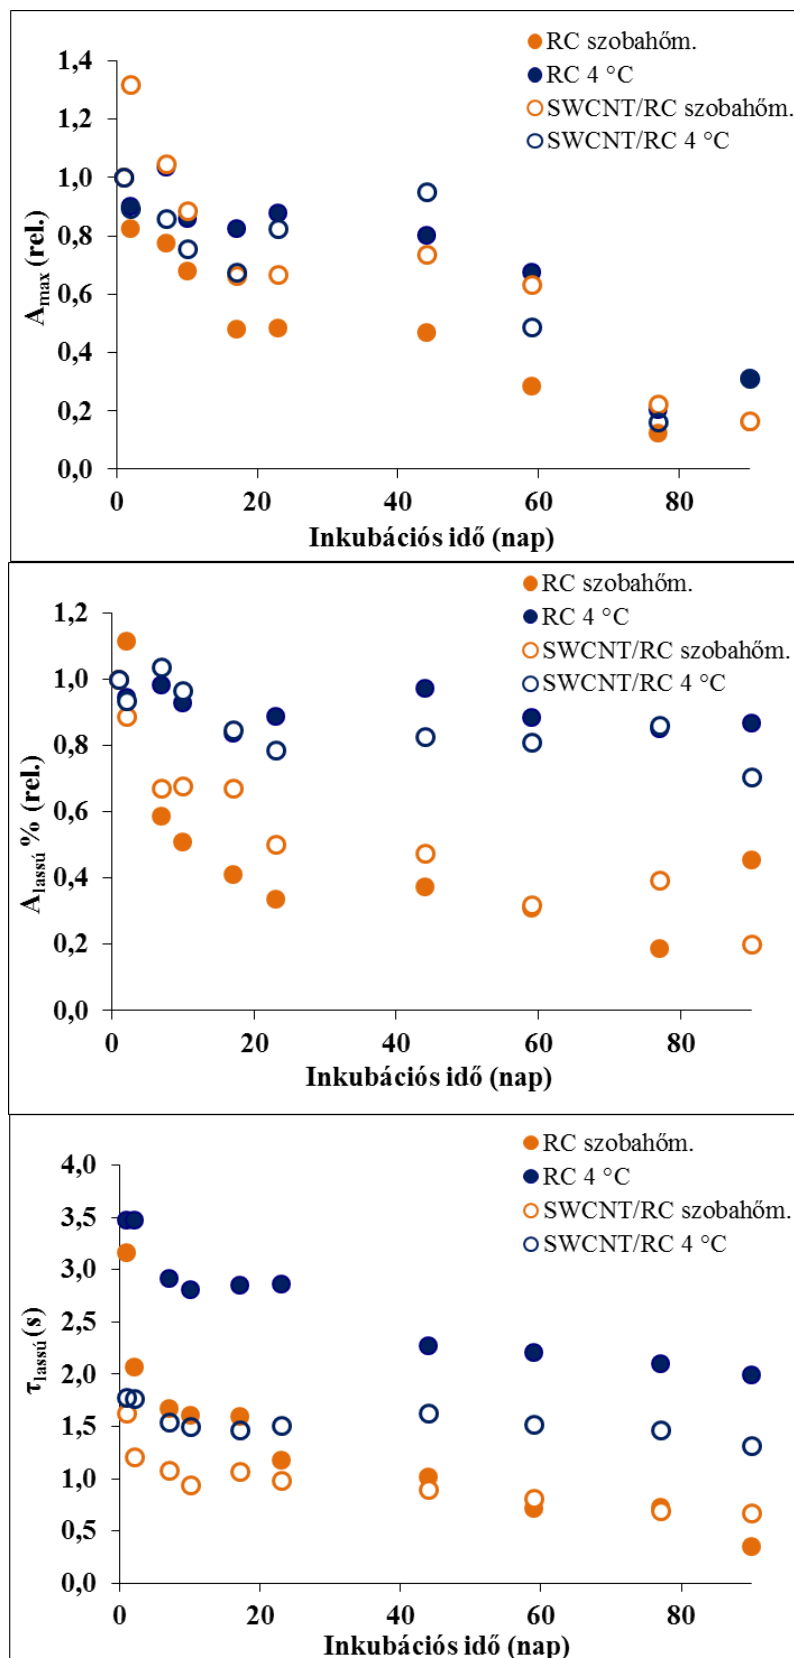 RC szobahőm.
RC 4 °C
SWCNT/RC szobahőm.
SWCNT/RC 4 °C
1,4
1,2
1,0
0,8
0,6
0,4
0,2
0,0
A max (rel.)
0 20 40 60 80
Inkubációs idő (nap)
RC szobahőm.
RC 4 °C
SWCNT/RC szobahőm.
SWCNT/RC 4 °C
1,2
1,0
0,8
0,6
0,4
0,2
0,0
A lassú % (rel.)
0 20 40 60 80
Inkubációs idő (nap)
RC szobahőm.
RC 4 °C
SWCNT/RC szobahőm.
SWCNT/RC 4 °C
4,0
3,5
3,0
2,5
2,0
1,5
1,0
0,5
0,0
τ lassú (s)
0 20 40 60 80
Inkubációs idő (nap)